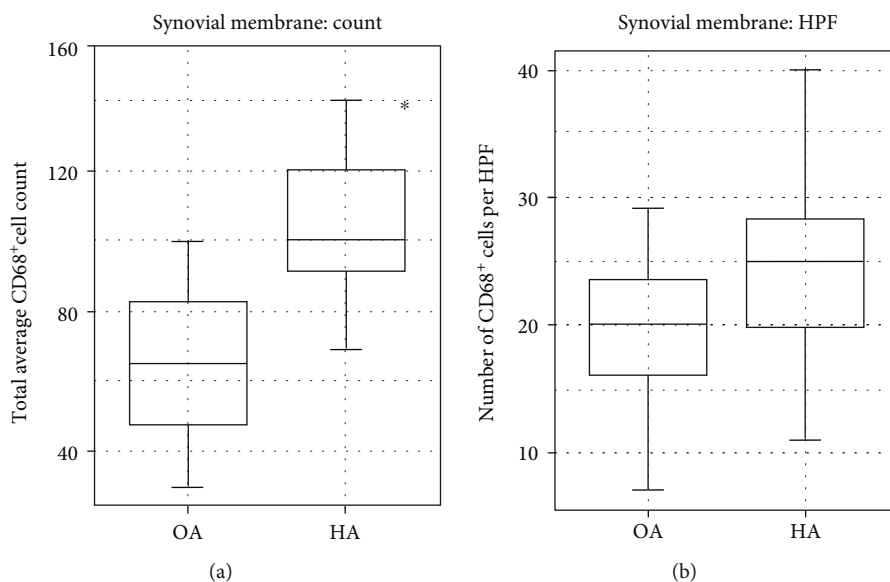 Synovial membrane: count
Total average CD68⁺cell count
160
120
80
40
*
OA
HA
(a)
Synovial membrane: HPF
Number of CD68⁺ cells per HPF
40
30
20
10
OA
HA
(b)